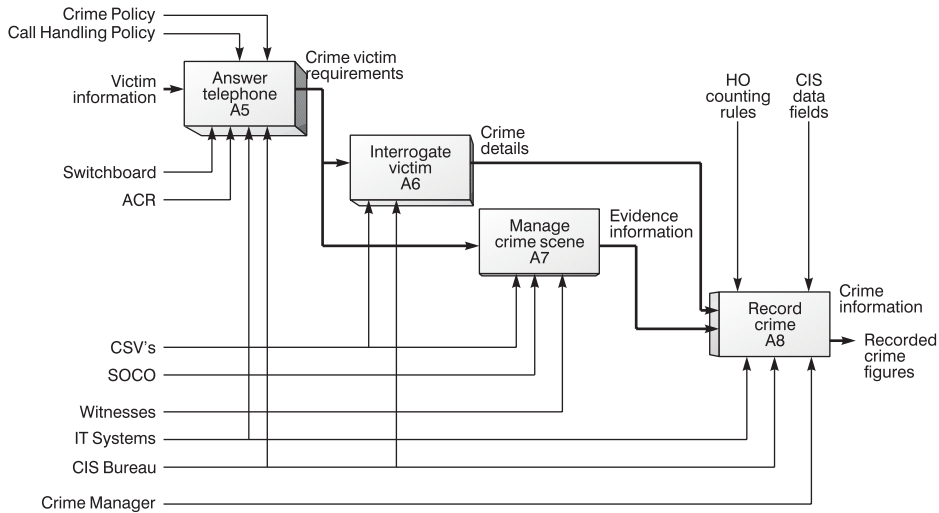 Crime Policy
Call Handling Policy
Victim
information
Answer
telephone
A5
Crime victim
requirements
Switchboard
ACR
Interrogate
victim
A6
Crime
details
HO
counting
rules
CIS
data
fields
Manage
crime scene
A7
Evidence
information
Record
crime
A8
Crime
information
Recorded
crime
figures
CSV's
SOCO
Witnesses
IT Systems
CIS Bureau
Crime Manager